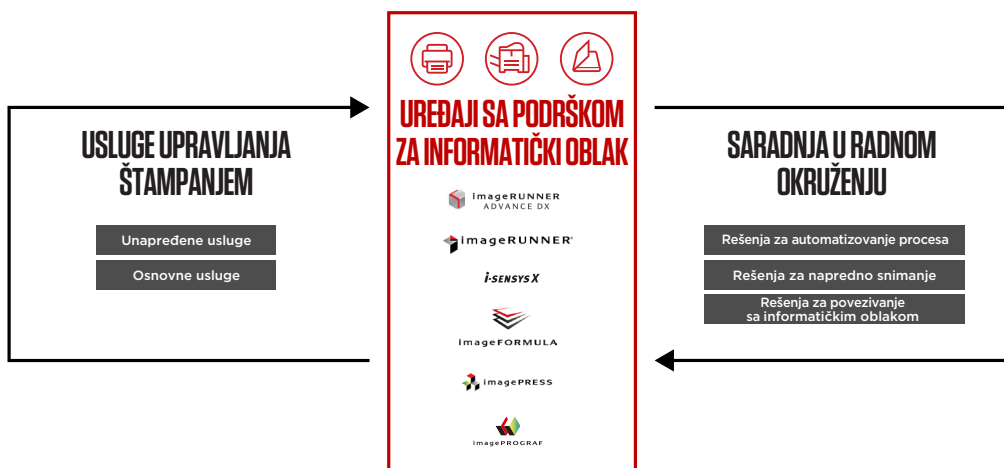 USLUGE UPRAVLJANJA
ŠTAMPANJEM
Unapređene usluge
Osnovne usluge
UREĐAJI SA PODRŠKOM
ZA INFORMATIČKI OBLAK
imageRUNNER
ADVANCE DX
imageRUNNER
i-SENSYS X
imageFORMULA
imagePRESS
imagePROGRAF
SARADNJA U RADNOM
OKRUŽENJU
Rešenja za automatizovanje procesa
Rešenja za napredno snimanje
Rešenja za povezivanje
sa informatičkim oblakom